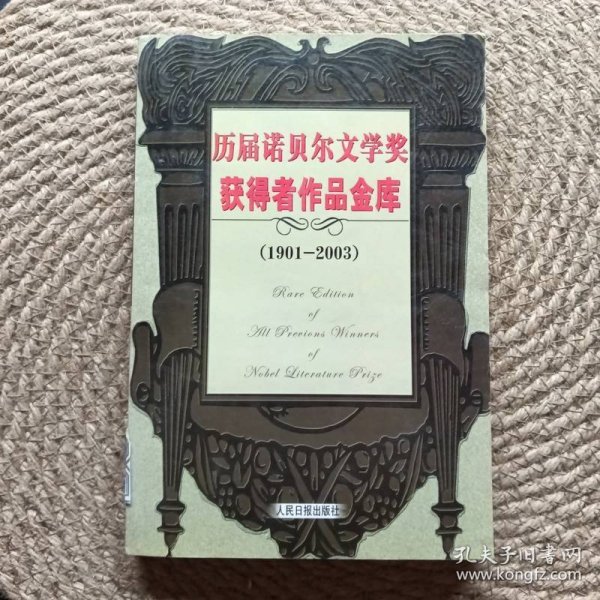 历届诺贝尔文学奖
获得者作品金库
(1901-2003)
Rare Edition
of
All Previous Winners
of
Nobel Literature Prize
人民日报出版社
孔夫子旧书网
www.kongfz.com